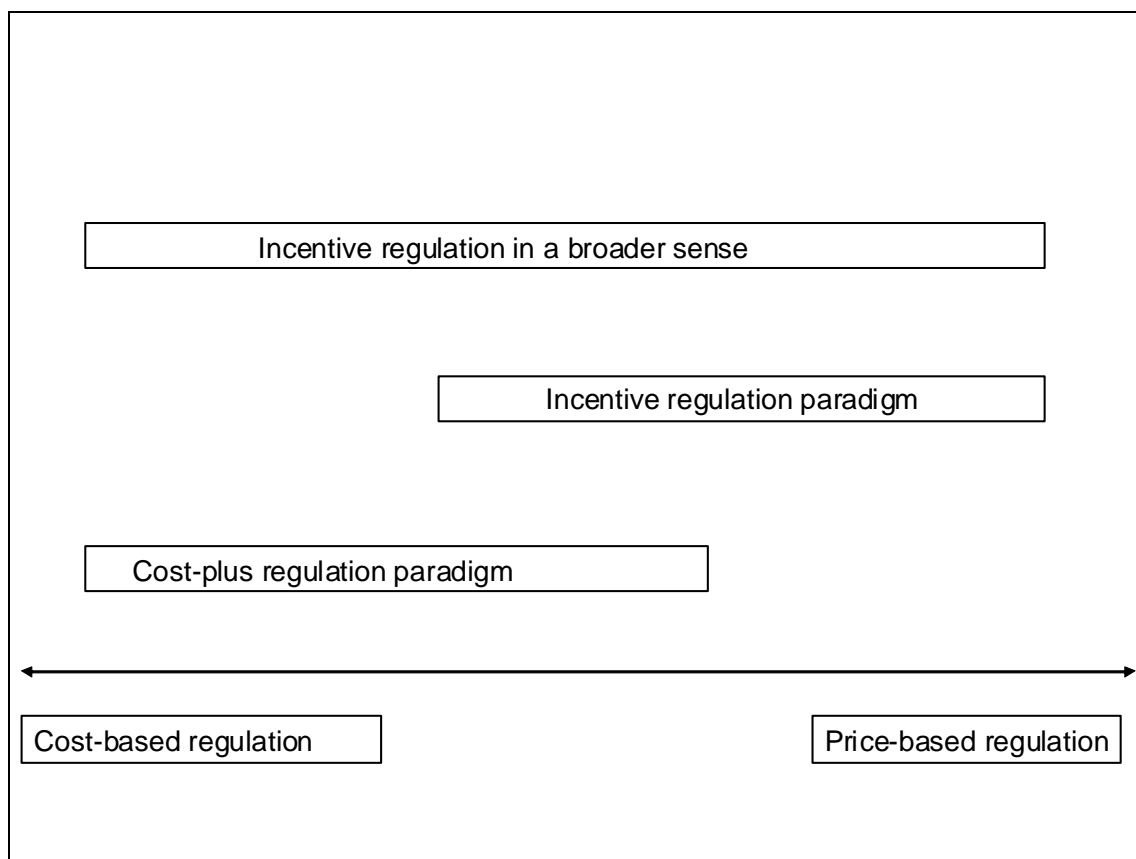 Incentive regulation in a broader sense
Incentive regulation paradigm
Cost-plus regulation paradigm
Cost-based regulation
Price-based regulation